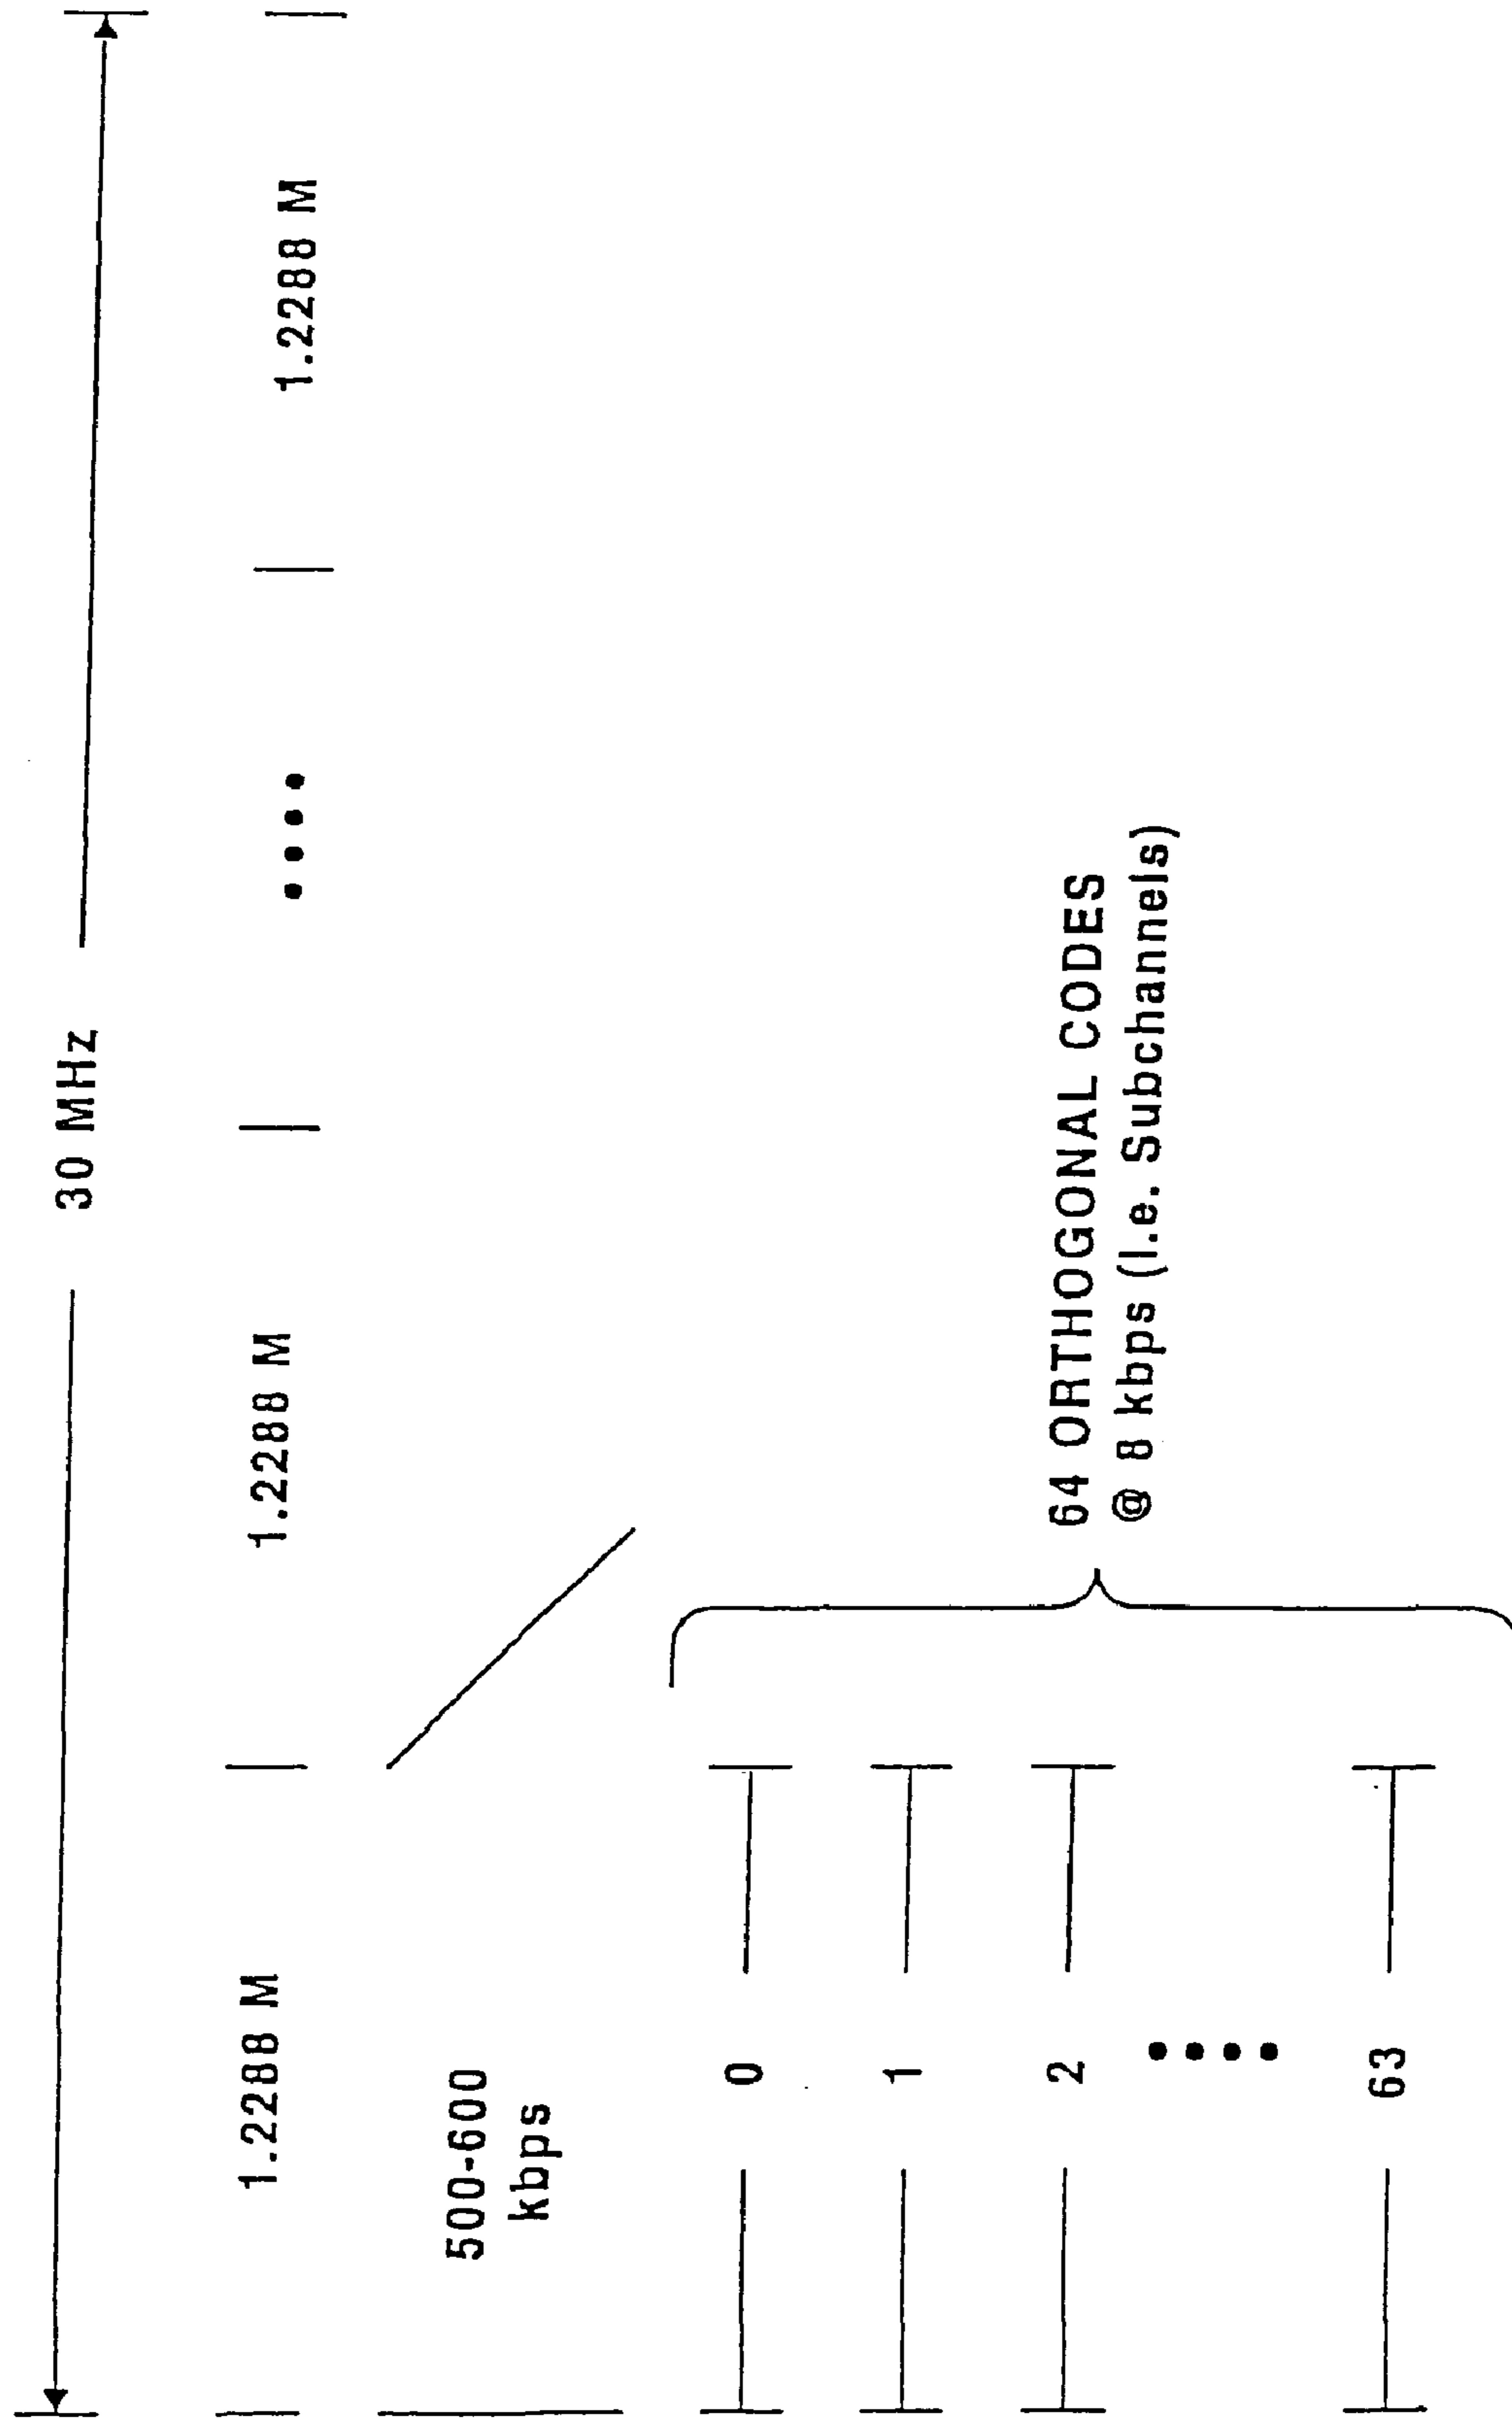 30 MHz
1.2288 M
1.2288 M
••••
1.2288 M
500-600
kbps
0
1
2
••••
63
64 ORTHOGONAL CODES
@ 8 kbps (I.e. Subchannels)